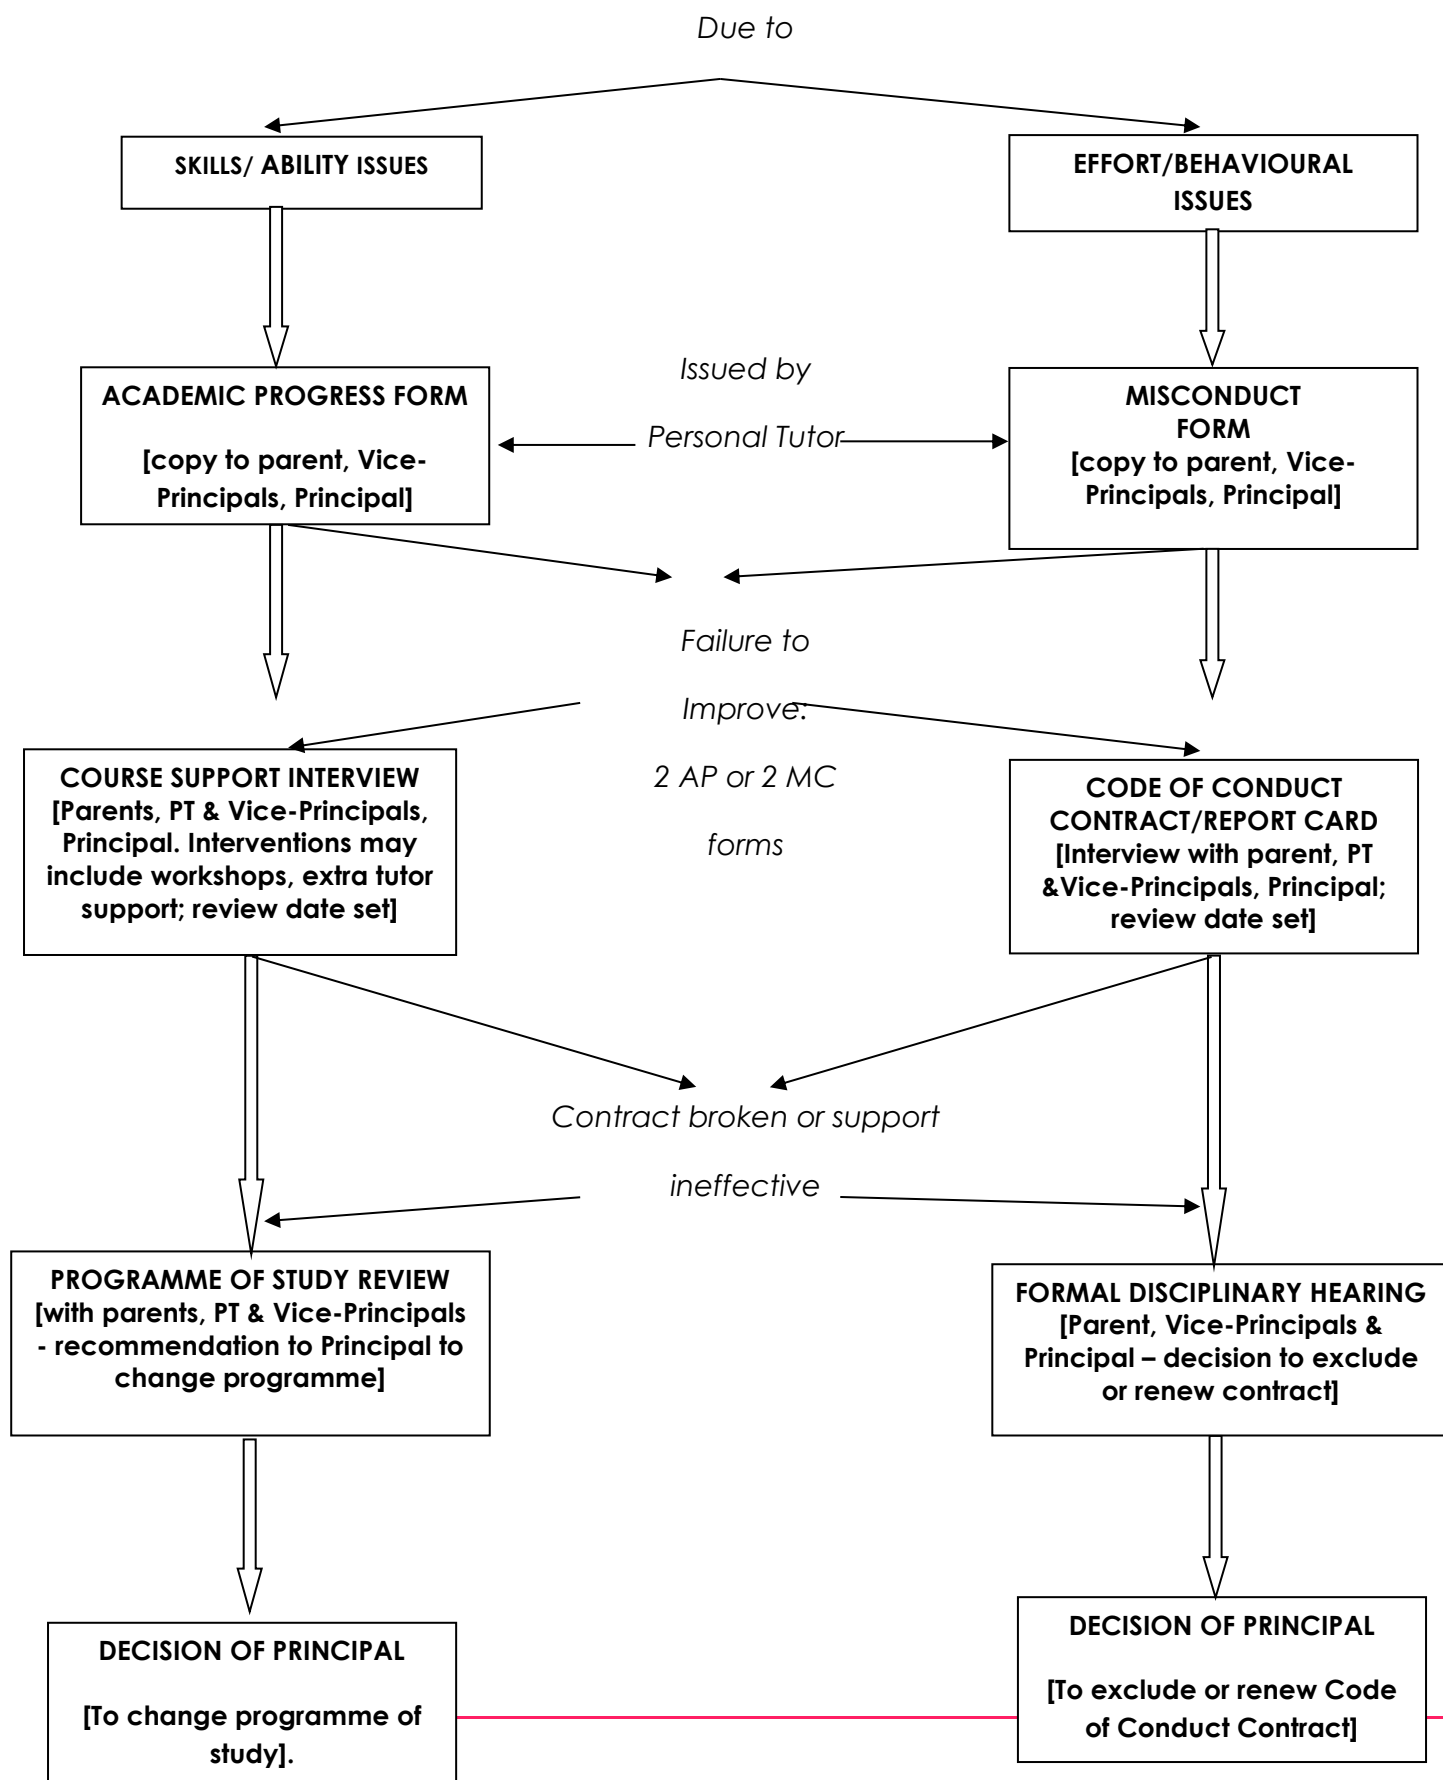 Due to
SKILLS/ ABILITY ISSUES
EFFORT/BEHAVIOURAL
ISSUES
Issued by
Personal Tutor
ACADEMIC PROGRESS FORM
[copy to parent, Vice-
Principals, Principal]
MISCONDUCT
FORM
[copy to parent, Vice-
Principals, Principal]
Failure to
Improve:
2 AP or 2 MC
forms
COURSE SUPPORT INTERVIEW
[Parents, PT & Vice-Principals,
Principal. Interventions may
include workshops, extra tutor
support; review date set]
CODE OF CONDUCT
CONTRACT/REPORT CARD
[Interview with parent, PT
&Vice-Principals, Principal;
review date set]
Contract broken or support
ineffective
PROGRAMME OF STUDY REVIEW
[with parents, PT & Vice-Principals
- recommendation to Principal to
change programme]
FORMAL DISCIPLINARY HEARING
[Parent, Vice-Principals &
Principal – decision to exclude
or renew contract]
DECISION OF PRINCIPAL
[To change programme of
study].
DECISION OF PRINCIPAL
[To exclude or renew Code
of Conduct Contract]